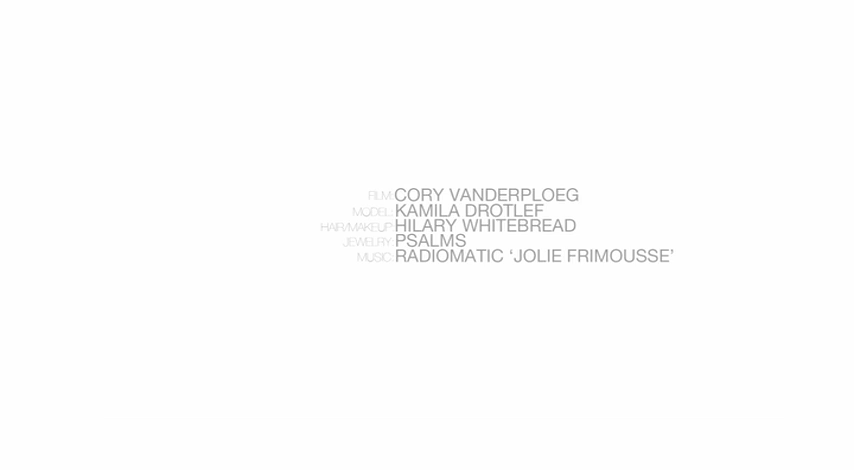 FILM: CORY VANDERPLOEG
MODEL: KAMILA DROTLEF
HAIR/MAKEUP: HILARY WHITEBREAD
JEWELRY: PSALMS
MUSIC: RADIOMATIC ‘JOLIE FRIMOUSSE’